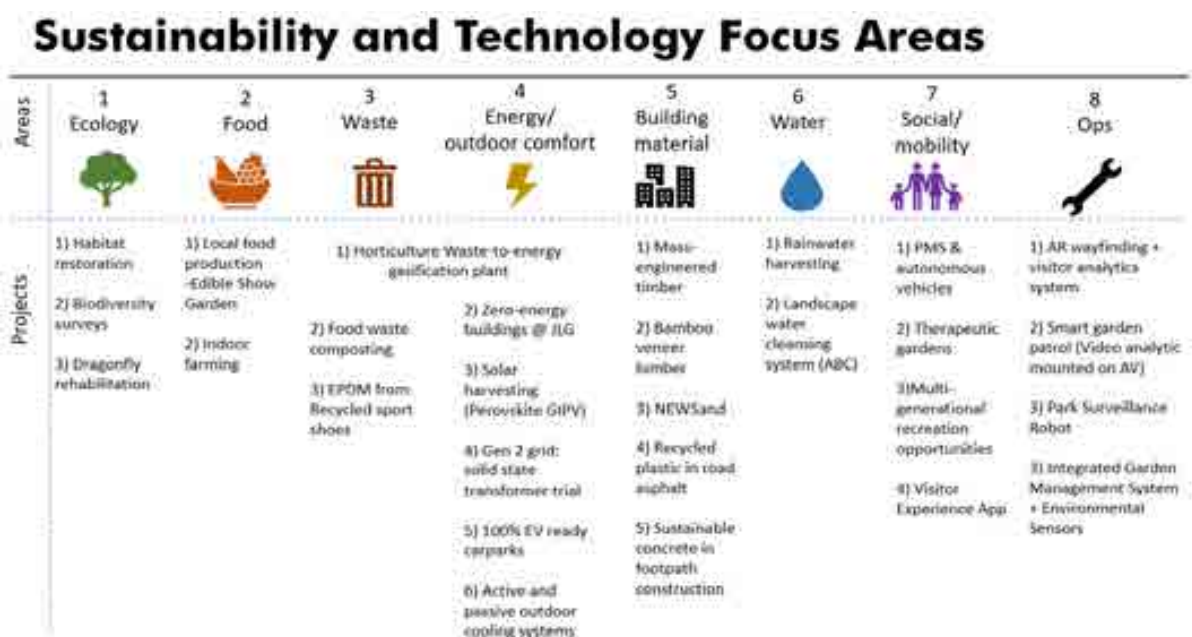 Sustainability and Technology Focus Areas
Areas
1
Ecology
2
Food
3
Waste
4
Energy/
outdoor comfort
5
Building
material
6
Water
7
Social/
mobility
8
Ops
Projects
1) Habitat
restoration
2) Biodiversity
surveys
3) Dragonfly
rehabilitation
1) Local food
production
-Edible Show
Garden
2) Indoor
farming
1) Horticulture Waste-to-energy
gasification plant
2) Food waste
composting
3) EPDM from
Recycled sport
shoes
2) Zero-energy
buildings @ JLG
3) Solar
harvesting
(Perovskite GIPV)
4) Gen 2 grid:
solid state
transformer trial
5) 100% EV ready
carparks
6) Active and
passive outdoor
cooling systems
1) Mass-
engineered
timber
2) Bamboo
veneer
lumber
3) NEWSand
4) Recycled
plastic in road
asphalt
5) Sustainable
concrete in
footpath
construction
1) Rainwater
harvesting
2) Landscape
water
cleansing
system (ABC)
1) PMS &
autonomous
vehicles
2) Therapeutic
gardens
3)Multi-
generational
recreation
opportunities
4) Visitor
Experience App
1) AR wayfinding +
visitor analytics
system
2) Smart garden
patrol (Video analytic
mounted on AV)
3) Park Surveillance
Robot
3) Integrated Garden
Management System
+ Environmental
Sensors